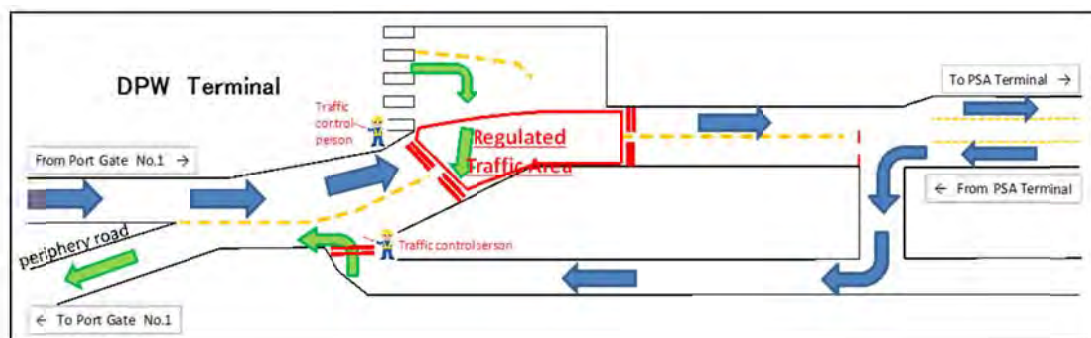 DPW Terminal
To PSA Terminal →
Traffic
control
person
Regulated
Traffic Area
From Port Gate No.1 →
← From PSA Terminal
periphery road
Traffic controlserson
← To Port Gate No.1